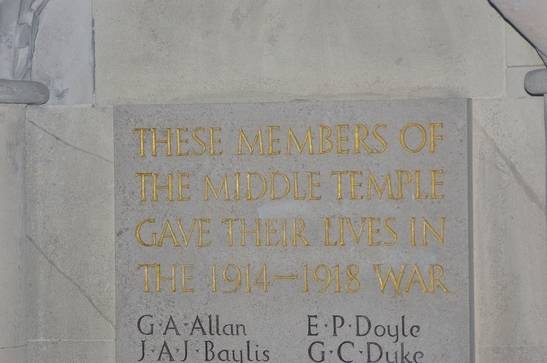 THESE MEMBERS OF
THE MIDDLE TEMPLE
GAVE THEIR LIVES IN
THE 1914–1918 WAR
G·A·Allan E·P·Doyle
J·A·J·Baylis G·C·Duke